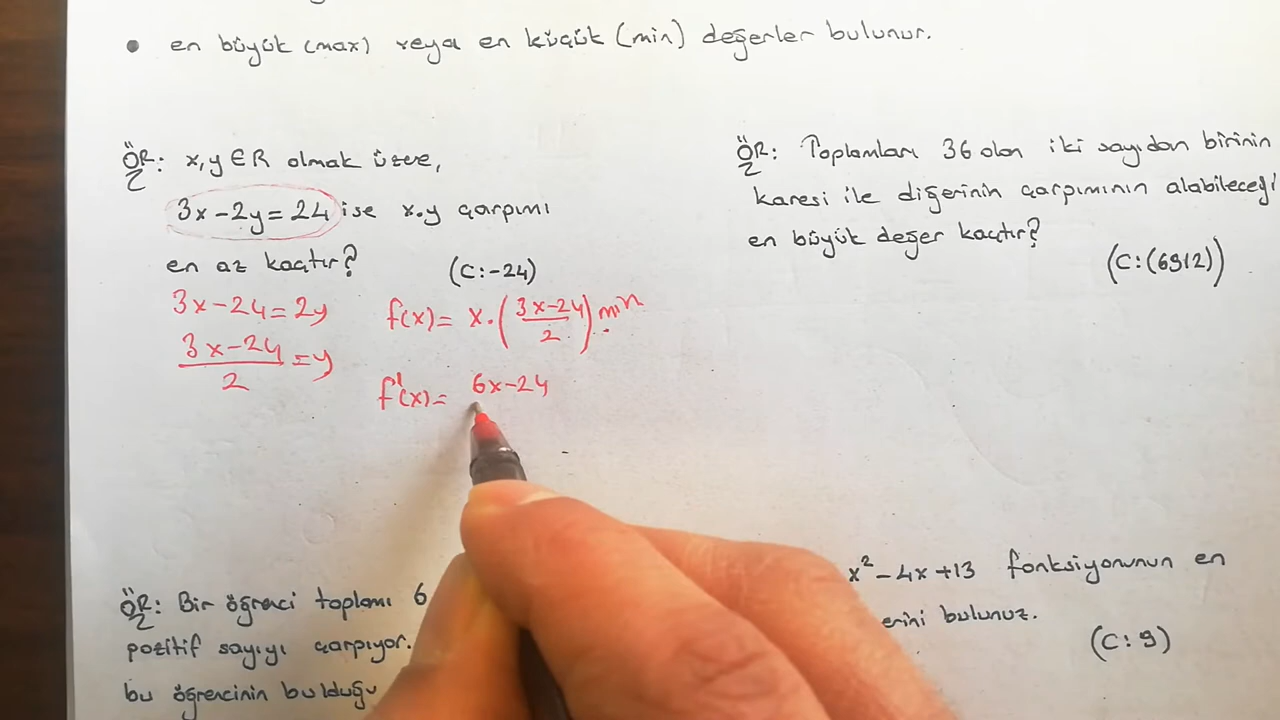 • en büyük (max) veya en küçük (min) değerler bulunur.
ÖR: x,y ∈ R olmak üzere,
3x-2y=24 ise x.y çarpımı
en az kaçtır? (C:-24)
3x-24=2y
3x-24/2=y
f(x)= x.(3x-24/2) min
f'(x)= 6x-24
ÖR: Toplamları 36 olan iki sayıdan birinin
karesi ile diğerinin çarpımının alabileceği
en büyük değer kaçtır?
(C:(6912))
ÖR: Bir öğrenci toplamı 6
pozitif sayıyı çarpıyor.
bu öğrencinin bulduğu
x²-4x+13 fonksiyonunun en
erini bulunuz.
(C:9)